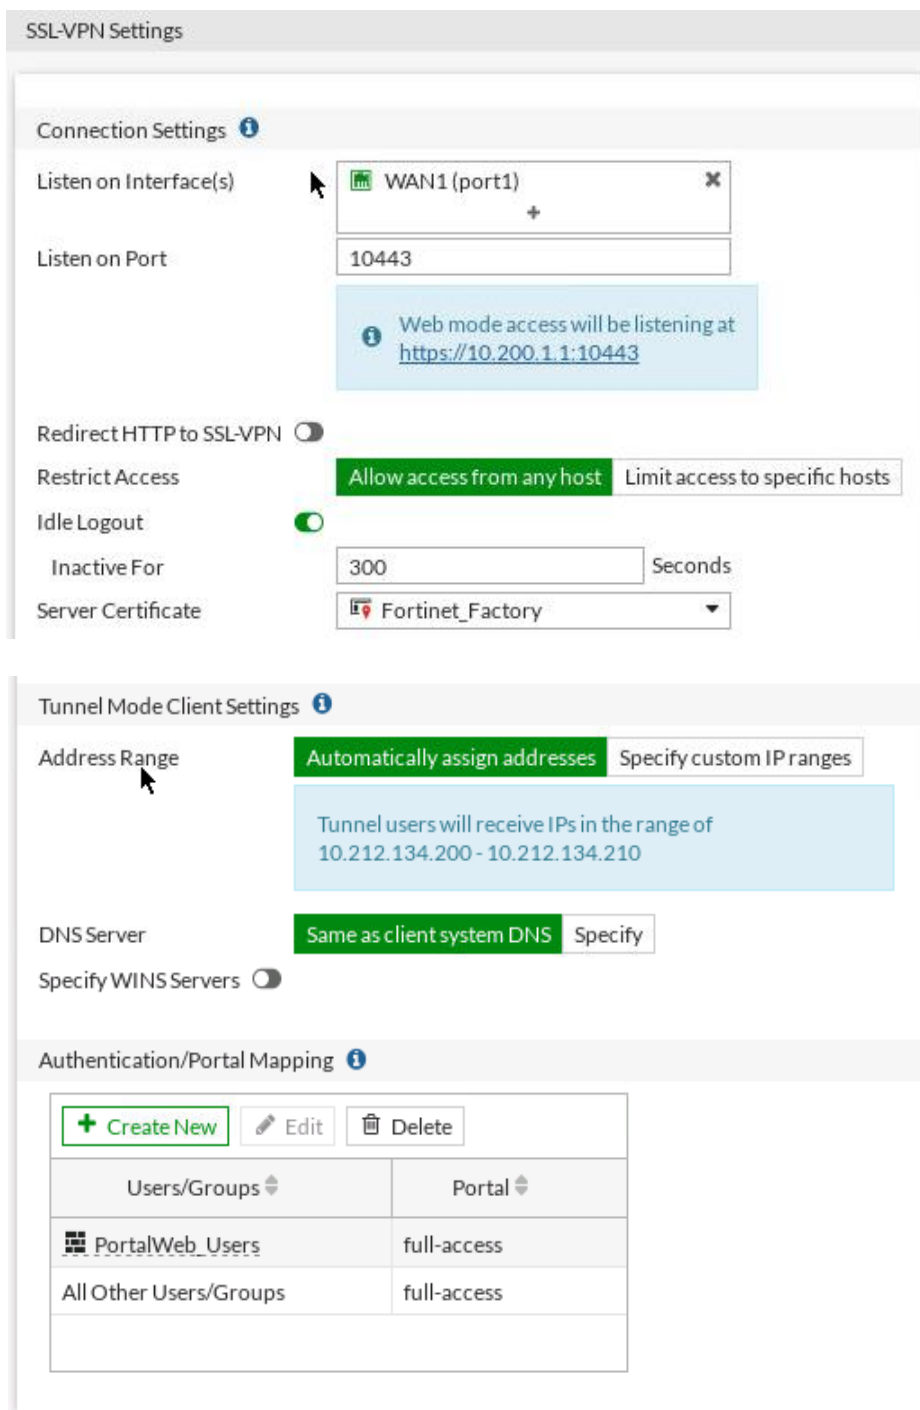 SSL-VPN Settings
Connection Settings
Listen on Interface(s) WAN1 (port1)
Listen on Port 10443
Web mode access will be listening at
https://10.200.1.1:10443
Redirect HTTP to SSL-VPN
Restrict Access Allow access from any host Limit access to specific hosts
Idle Logout
Inactive For 300 Seconds
Server Certificate Fortinet_Factory
Tunnel Mode Client Settings
Address Range Automatically assign addresses Specify custom IP ranges
Tunnel users will receive IPs in the range of
10.212.134.200 - 10.212.134.210
DNS Server Same as client system DNS Specify
Specify WINS Servers
Authentication/Portal Mapping
Create New Edit Delete
Users/Groups Portal
PortalWeb_Users full-access
All Other Users/Groups full-access